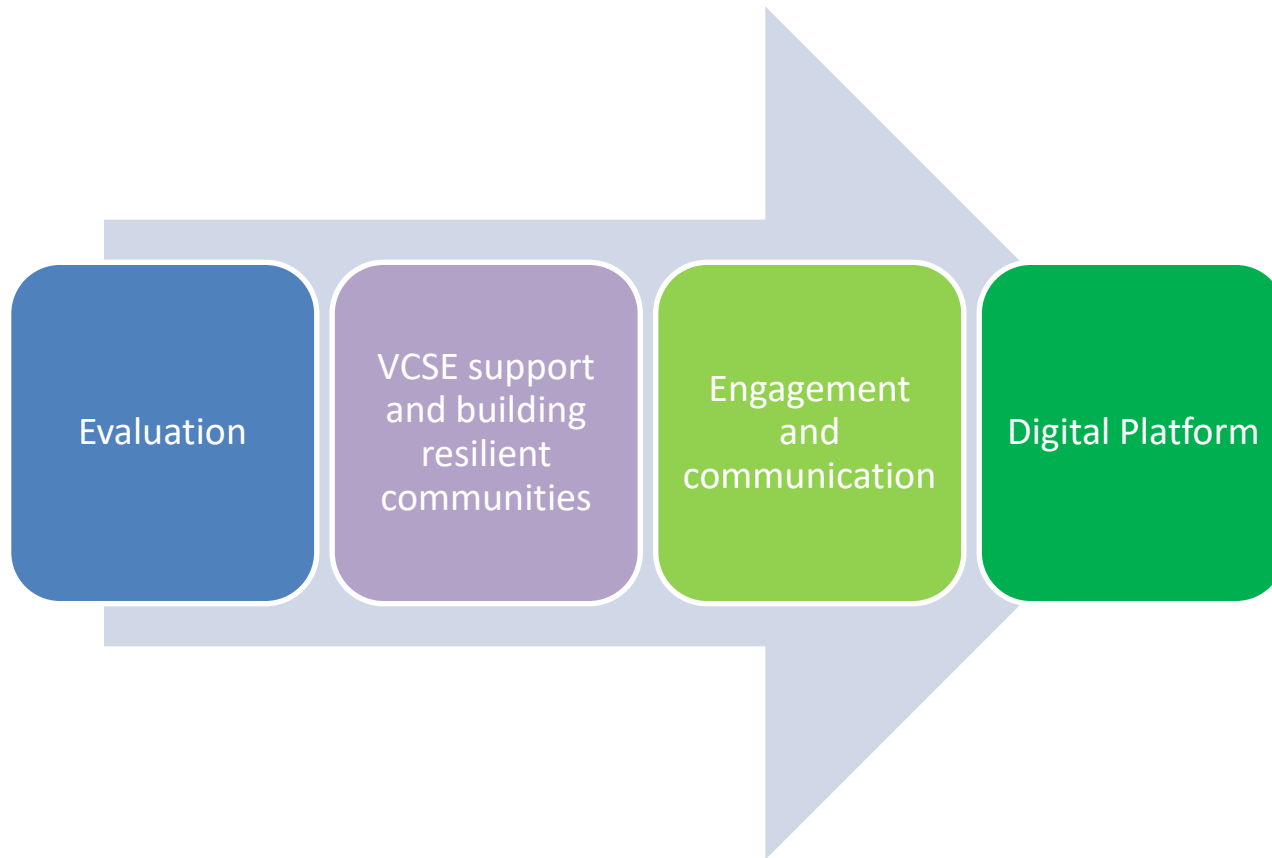 Evaluation
VCSE support
and building
resilient
communities
Engagement
and
communication
Digital Platform